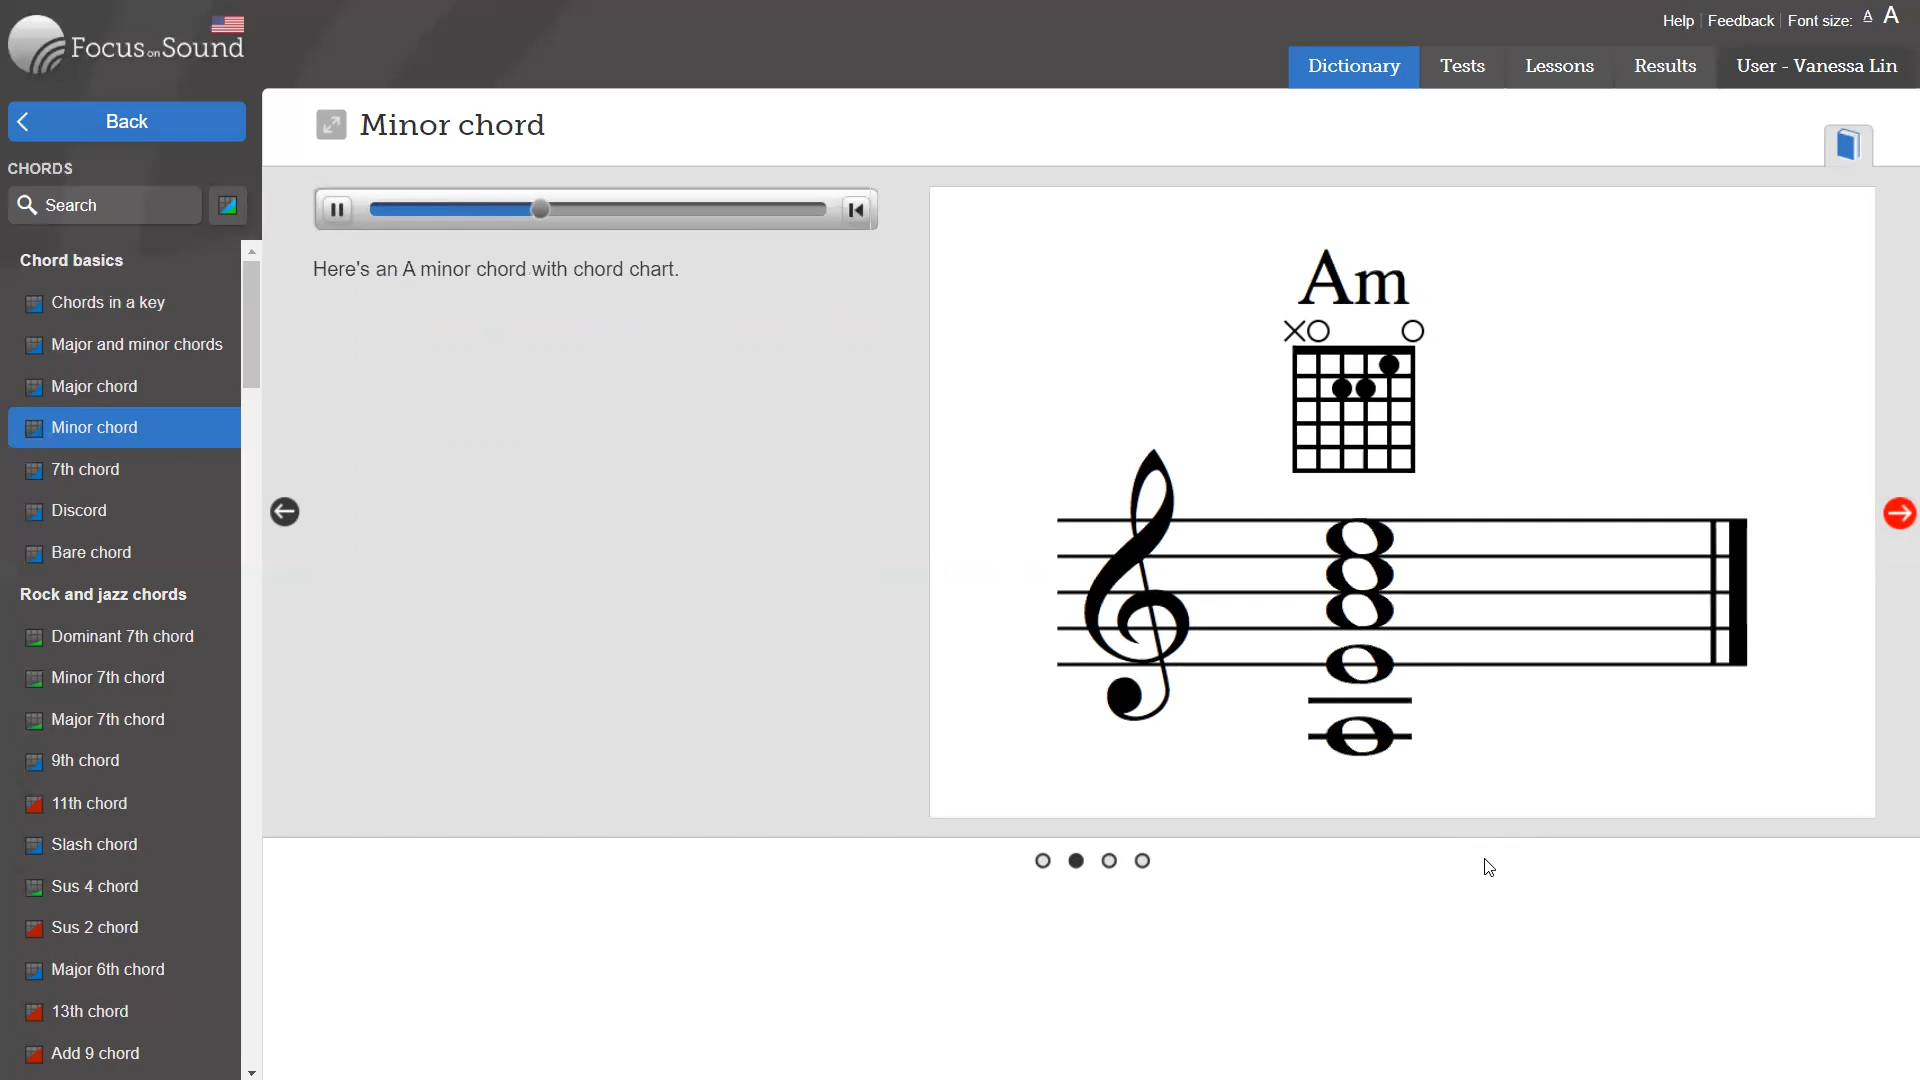 Focus on Sound
Help
Feedback
Font size: A A
Dictionary
Tests
Lessons
Results
User - Vanessa Lin
Back
CHORDS
Search
Chord basics
Chords in a key
Major and minor chords
Major chord
Minor chord
7th chord
Discord
Bare chord
Rock and jazz chords
Dominant 7th chord
Minor 7th chord
Major 7th chord
9th chord
11th chord
Slash chord
Sus 4 chord
Sus 2 chord
Major 6th chord
13th chord
Add 9 chord
Minor chord
Here's an A minor chord with chord chart.
Am